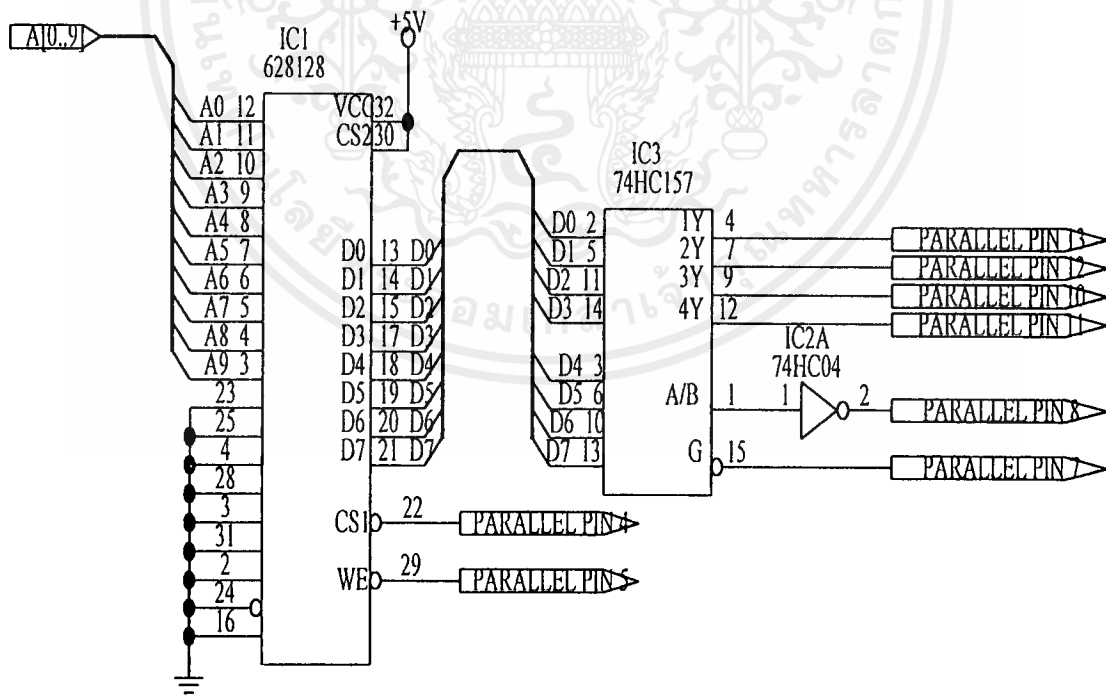 A[0..9]
IC1
628128
+5V
A0 12
A1 11
A2 10
A3 9
A4 8
A5 7
A6 6
A7 5
A8 4
A9 3
23
25
4
28
3
31
2
24
16
VCC 32
CS2 30
D0 13 D0
D1 14 D1
D2 15 D2
D3 17 D3
D4 18 D4
D5 19 D5
D6 20 D6
D7 21 D7
CS1 22 PARALLEL PIN 4
WE 29 PARALLEL PIN 5
IC3
74HC157
D0 2
D1 5
D2 11
D3 14
D4 3
D5 6
D6 10
D7 13
1Y 4 PARALLEL PIN 13
2Y 7 PARALLEL PIN 12
3Y 9 PARALLEL PIN 10
4Y 12 PARALLEL PIN 11
IC2A
74HC04
A/B 1 1 2 PARALLEL PIN 8
G 15 PARALLEL PIN 7